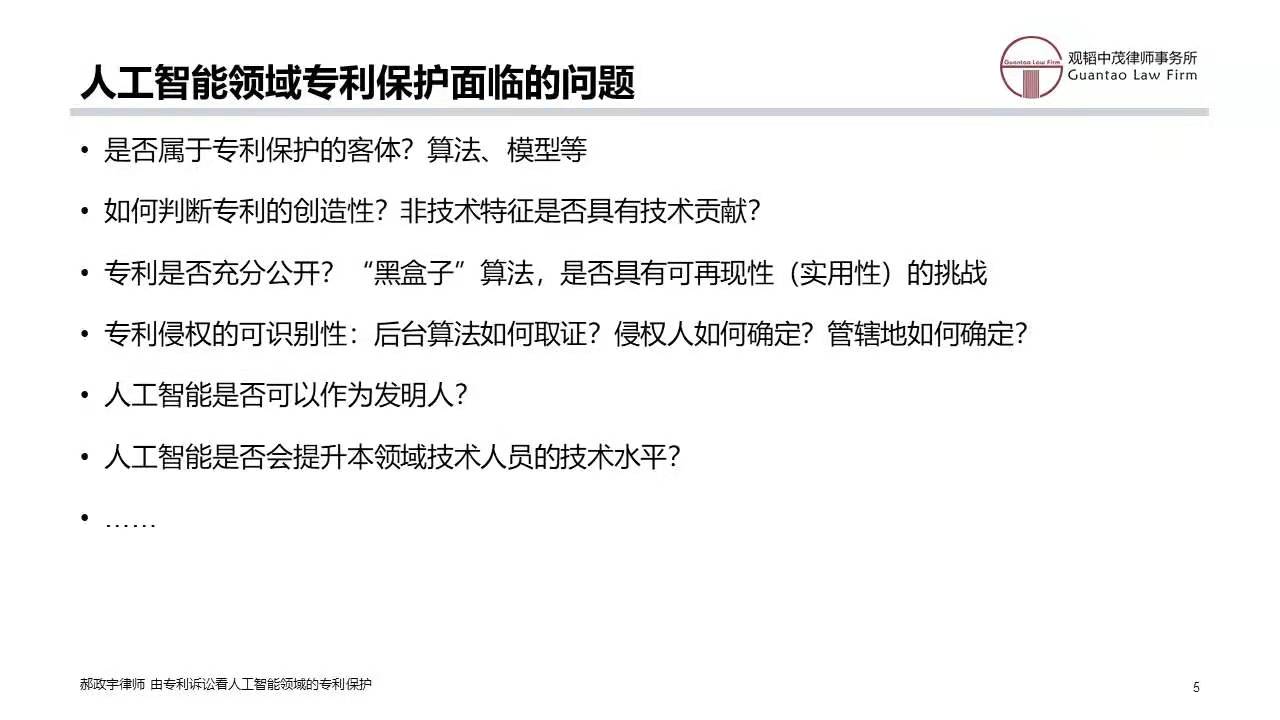 人工智能领域专利保护面临的问题
观韬中茂律师事务所
Guantao Law Firm
Guantao Law Firm
• 是否属于专利保护的客体？算法、模型等
• 如何判断专利的创造性？非技术特征是否具有技术贡献？
• 专利是否充分公开？“黑盒子”算法，是否具有可再现性（实用性）的挑战
• 专利侵权的可识别性：后台算法如何取证？侵权人如何确定？管辖地如何确定？
• 人工智能是否可以作为发明人？
• 人工智能是否会提升本领域技术人员的技术水平？
• ……
郝政宇律师 由专利诉讼看人工智能领域的专利保护
5